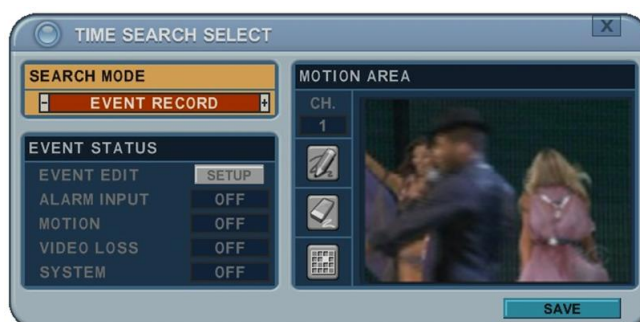 TIME SEARCH SELECT
X
SEARCH MODE
- EVENT RECORD +
EVENT STATUS
EVENT EDIT SETUP
ALARM INPUT OFF
MOTION OFF
VIDEO LOSS OFF
SYSTEM OFF
MOTION AREA
CH.
1
SAVE